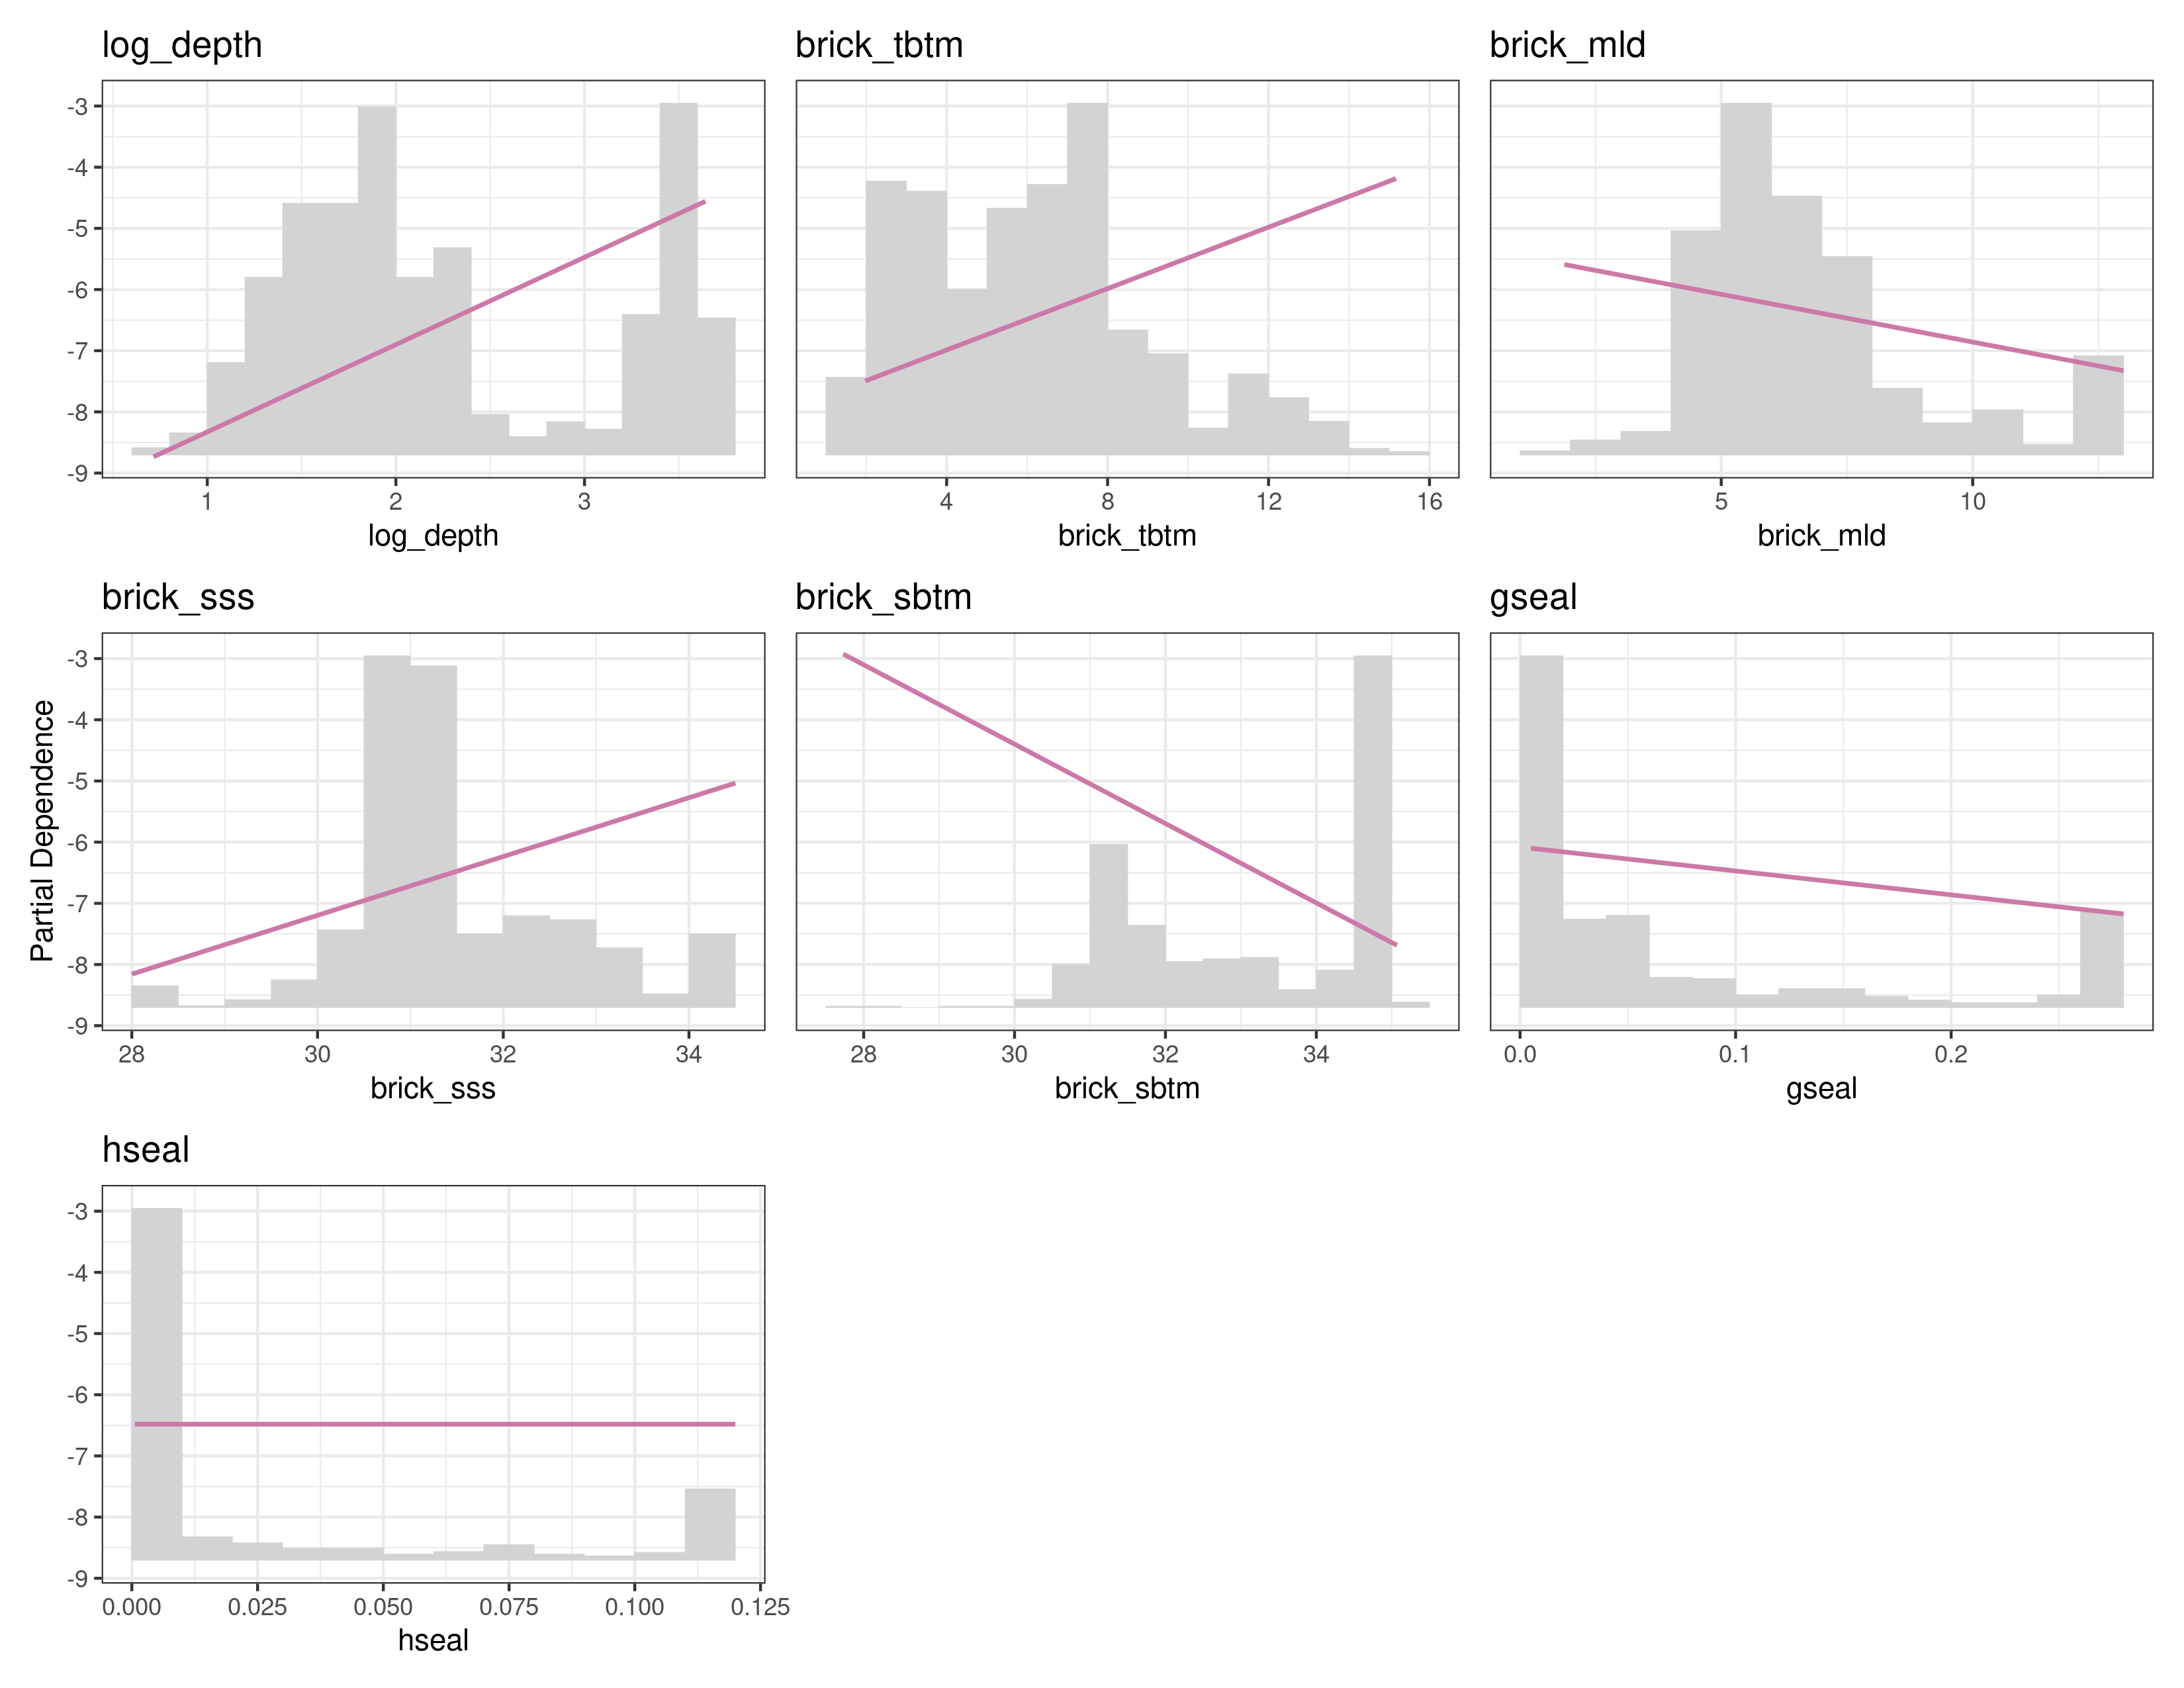 log_depth
brick_tbtm
brick_mld
-3
-4
-5
-6
-7
-8
-9
1 2 3
4 8 12 16
5 10
log_depth
brick_tbtm
brick_mld
brick_sss
brick_sbtm
gseal
Partial Dependence
-3
-4
-5
-6
-7
-8
-9
28 30 32 34
28 30 32 34
0.0 0.1 0.2
brick_sss
brick_sbtm
gseal
hseal
-3
-4
-5
-6
-7
-8
-9
0.000 0.025 0.050 0.075 0.100 0.125
hseal